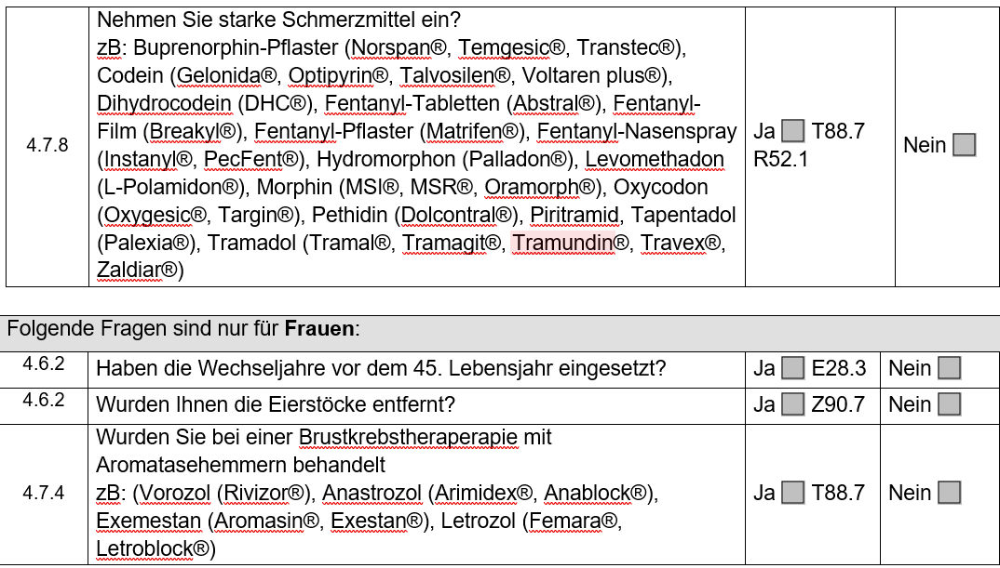 Nehmen Sie starke Schmerzmittel ein?
zB: Buprenorphin-Pflaster (Norspan®, Temgesic®, Transtec®),
Codein (Gelonida®, Optipyrin®, Talvosilen®, Voltaren plus®),
Dihydrocodein (DHC®), Fentanyl-Tabletten (Abstral®), Fentanyl-
Film (Breakyl®), Fentanyl-Pflaster (Matrifen®), Fentanyl-Nasenspray
(Instanyl®, PecFent®), Hydromorphon (Palladon®), Levomethadon
(L-Polamidon®), Morphin (MSI®, MSR®, Oramorph®), Oxycodon
(Oxygesic®, Targin®), Pethidin (Dolcontral®), Piritramid, Tapentadol
(Palexia®), Tramadol (Tramal®, Tramagit®, Tramundin®, Travex®,
Zaldiar®)
4.7.8
Ja T88.7
R52.1
Nein
Folgende Fragen sind nur für Frauen:
4.6.2 Haben die Wechseljahre vor dem 45. Lebensjahr eingesetzt? Ja E28.3 Nein
4.6.2 Wurden Ihnen die Eierstöcke entfernt? Ja Z90.7 Nein
Wurden Sie bei einer Brustkrebstheraperapie mit
Aromatasehemmern behandelt
zB: (Vorozol (Rivizor®), Anastrozol (Arimidex®, Anablock®),
Exemestan (Aromasin®, Exestan®), Letrozol (Femara®,
Letroblock®)
4.7.4
Ja T88.7
Nein